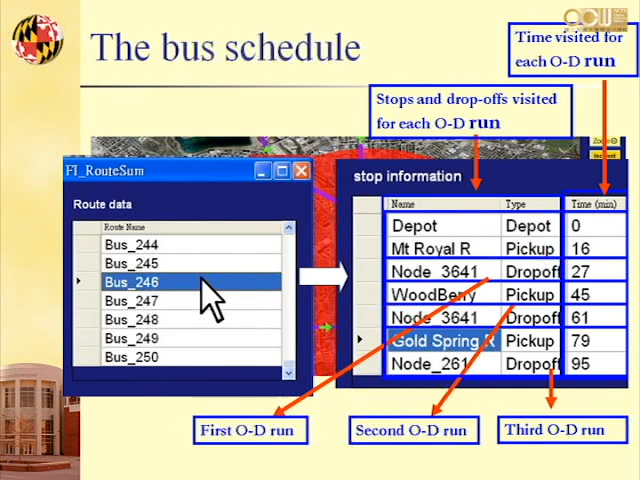 The bus schedule
Time visited for
each O-D run
Stops and drop-offs visited
for each O-D run
Zoom
Incident
FI_RouteSum
Route data
Route Name
Bus_244
Bus_245
Bus_246
Bus_247
Bus_248
Bus_249
Bus_250
stop information
Name Type Time (min)
Depot Depot 0
Mt Royal R Pickup 16
Node_3641 Dropoff 27
WoodBerry Pickup 45
Node_3641 Dropoff 61
Gold Spring R Pickup 79
Node_261 Dropoff 95
First O-D run
Second O-D run
Third O-D run